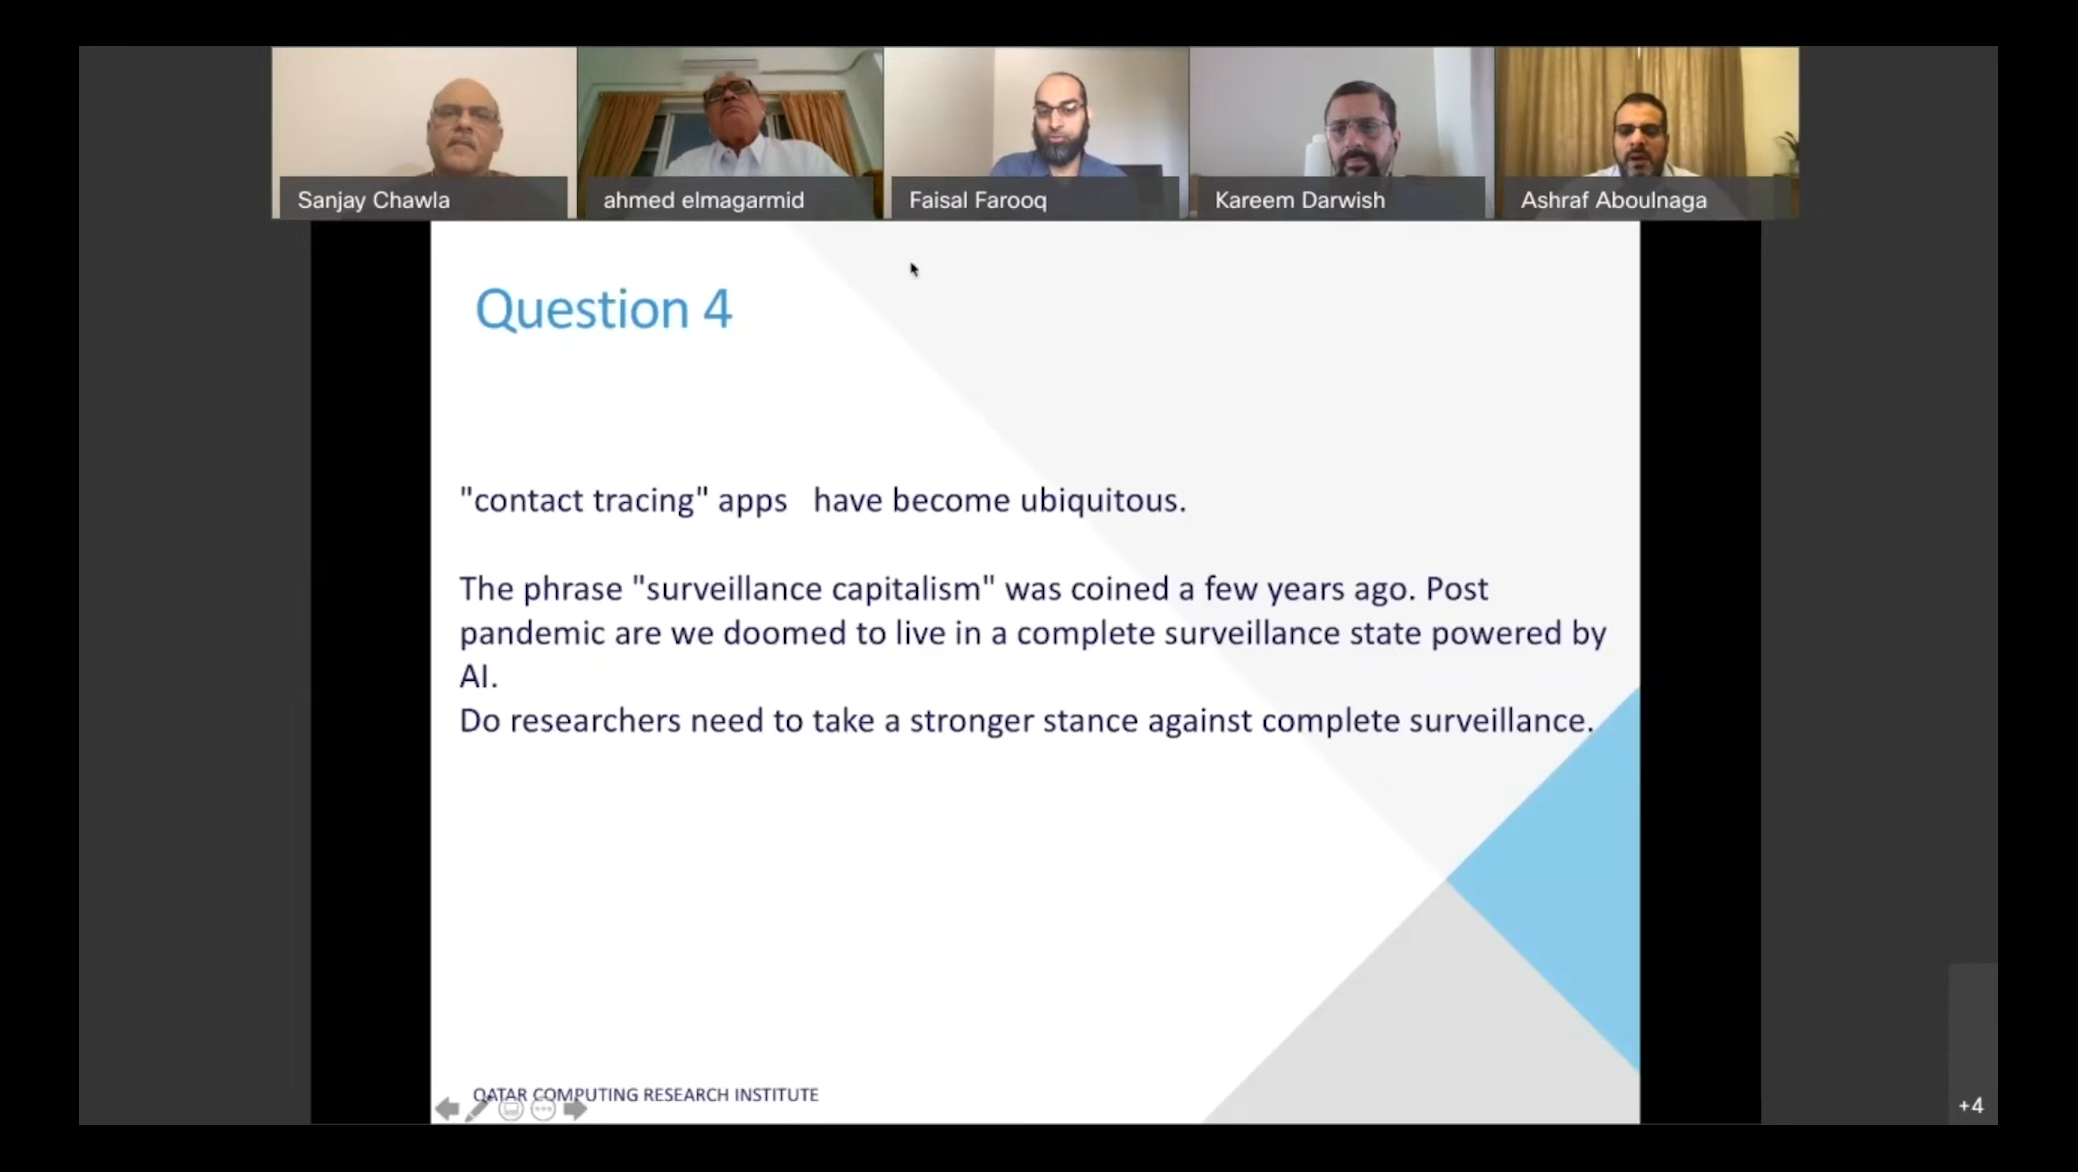 Sanjay Chawla
ahmed elmagarmid
Faisal Farooq
Kareem Darwish
Ashraf Aboulnaga
Question 4
"contact tracing" apps   have become ubiquitous.
The phrase "surveillance capitalism" was coined a few years ago. Post
pandemic are we doomed to live in a complete surveillance state powered by
AI.
Do researchers need to take a stronger stance against complete surveillance.
QATAR COMPUTING RESEARCH INSTITUTE
+4